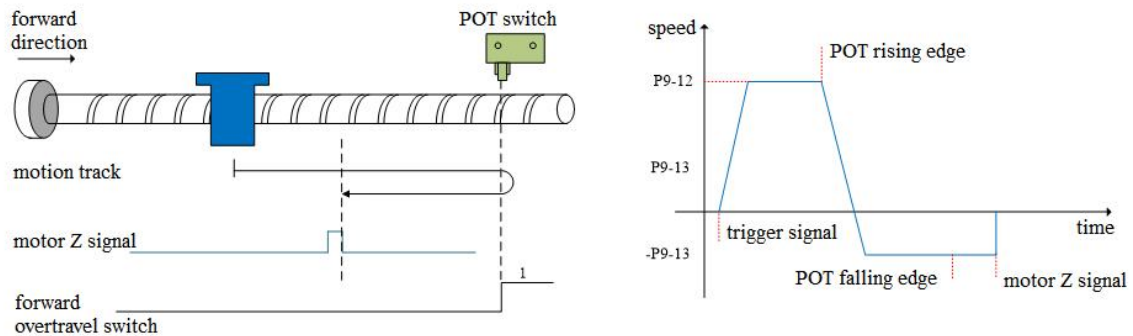 forward
direction
POT switch
motion track
motor Z signal
1
forward
overtravel switch
speed
POT rising edge
P9-12
P9-13
time
trigger signal
-P9-13
POT falling edge
motor Z signal